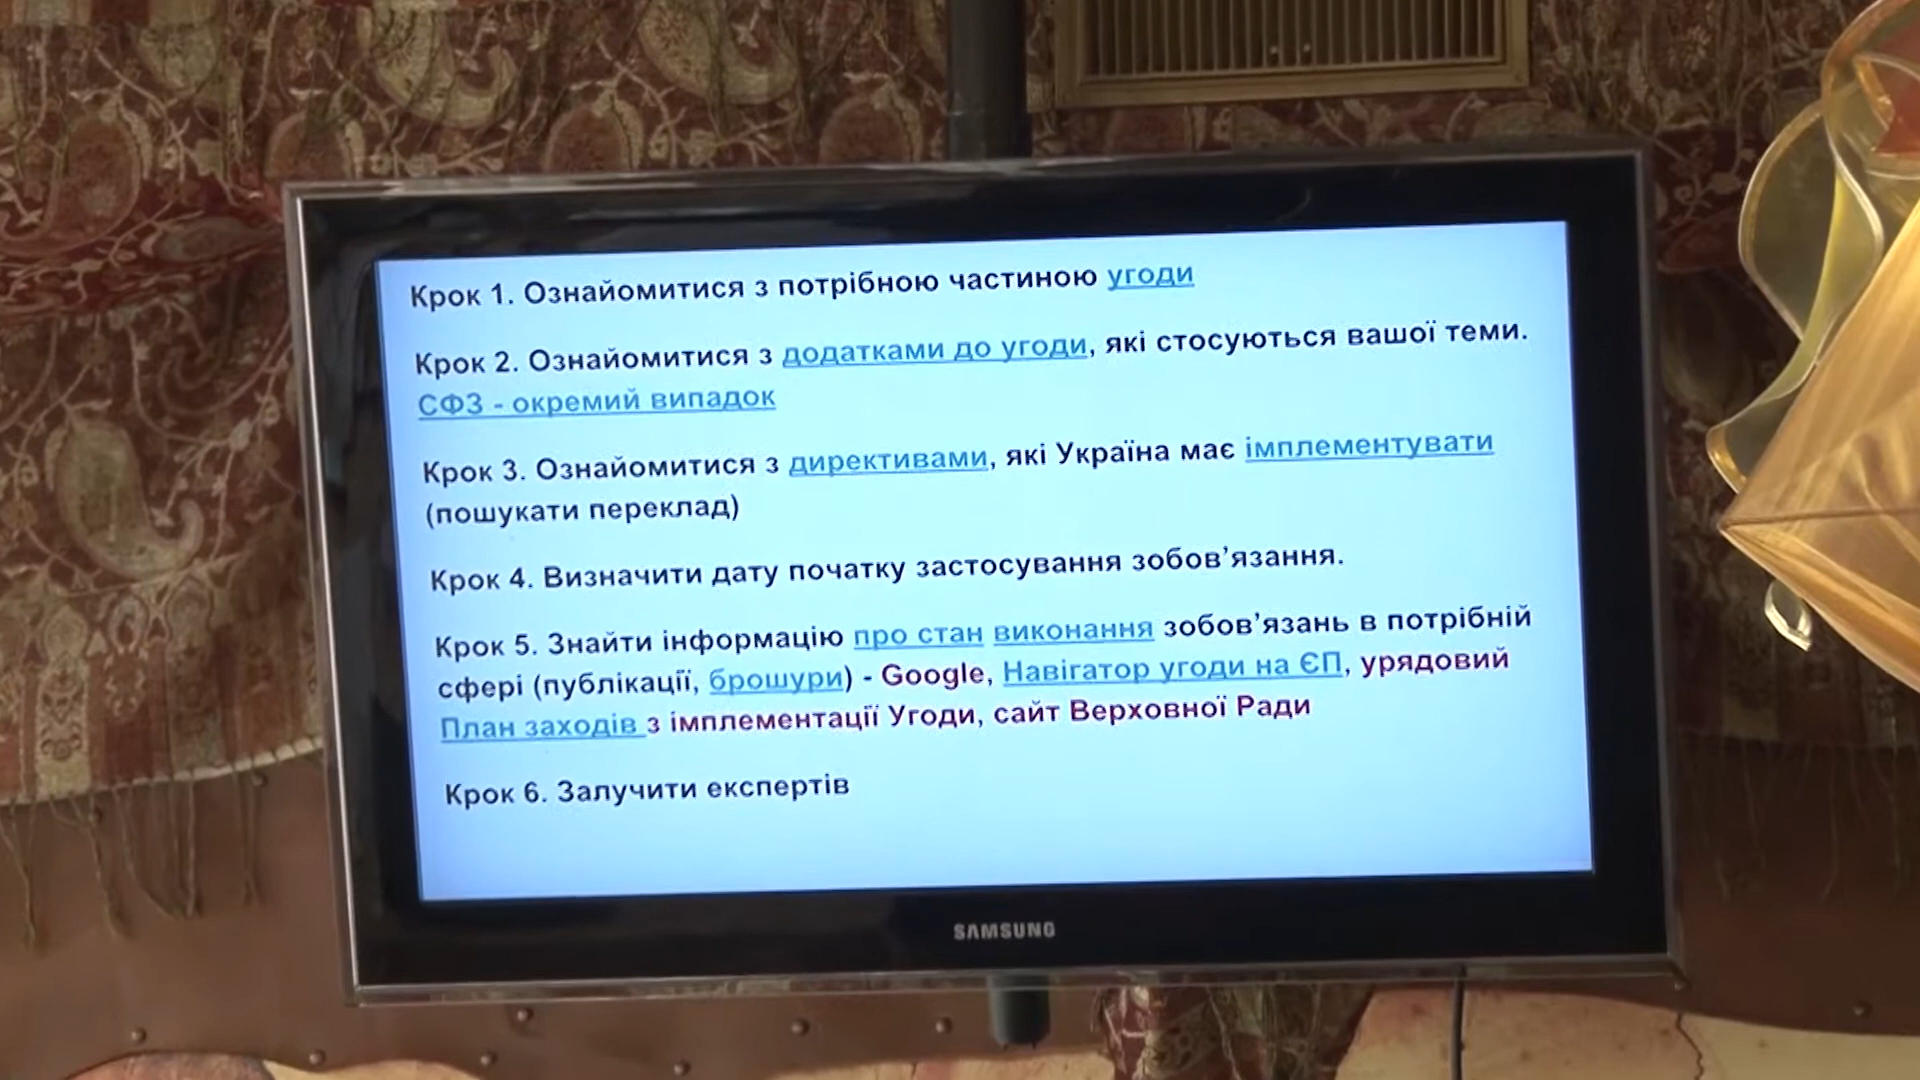 Крок 1. Ознайомитися з потрібною частиною угоди
Крок 2. Ознайомитися з додатками до угоди, які стосуються вашої теми.
СФЗ - окремий випадок
Крок 3. Ознайомитися з директивами, які Україна має імплементувати
(пошукати переклад)
Крок 4. Визначити дату початку застосування зобов’язання.
Крок 5. Знайти інформацію про стан виконання зобов’язань в потрібній
сфері (публікації, брошури) - Google, Навігатор угоди на ЄП, урядовий
План заходів з імплементації Угоди, сайт Верховної Ради
Крок 6. Залучити експертів
SAMSUNG